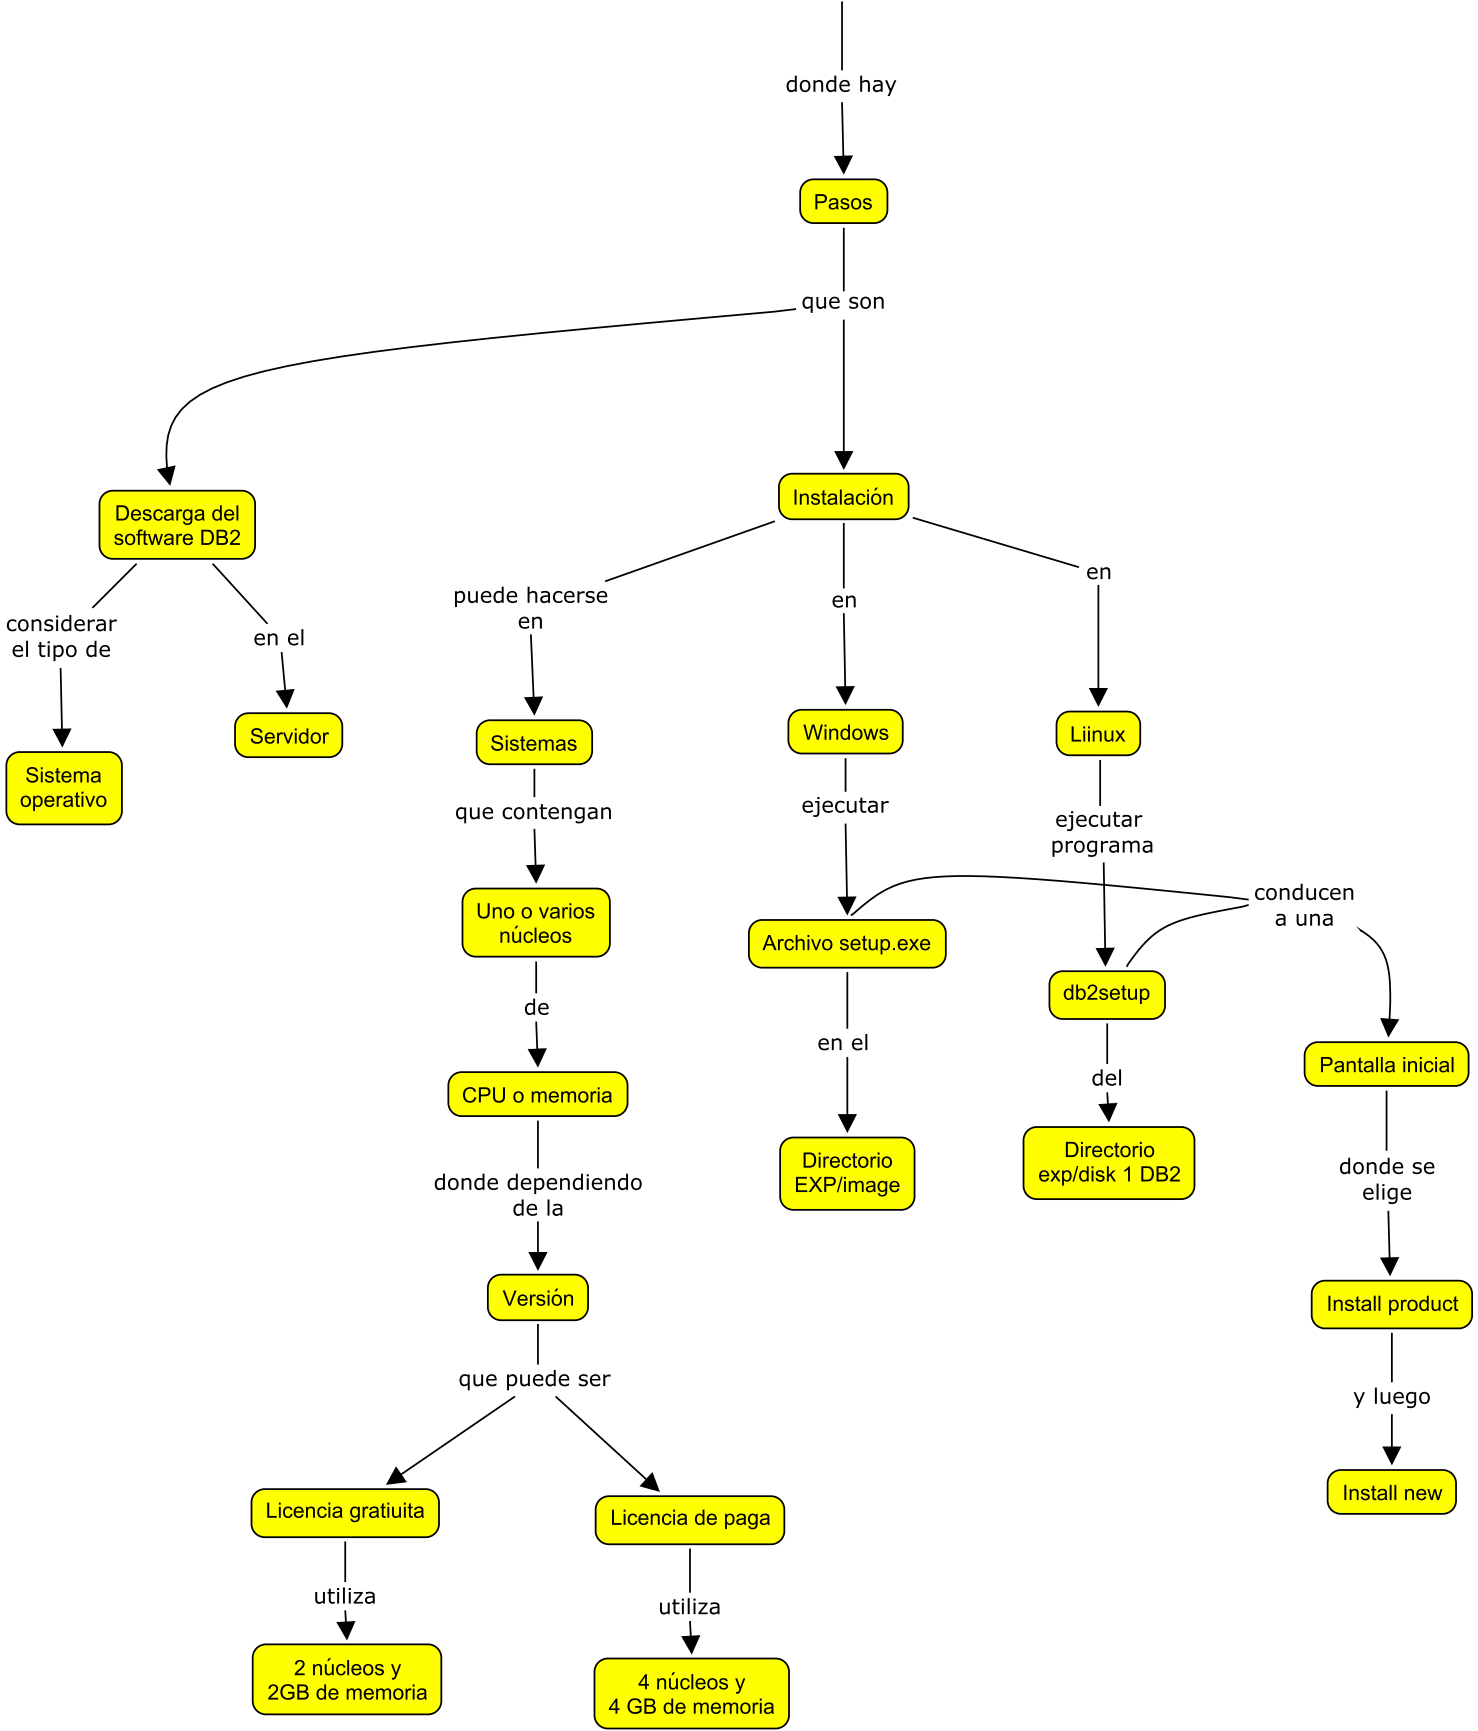 donde hay
Pasos
que son
Descarga del
software DB2
Instalación
considerar
el tipo de
en el
Sistema
operativo
Servidor
puede hacerse
en
en
en
Sistemas
Windows
Liinux
que contengan
ejecutar
ejecutar
programa
Uno o varios
núcleos
Archivo setup.exe
db2setup
conducen
a una
de
en el
del
Pantalla inicial
CPU o memoria
Directorio
EXP/image
Directorio
exp/disk 1 DB2
donde se
elige
donde dependiendo
de la
Versión
Install product
que puede ser
y luego
Licencia gratiuita
Licencia de paga
Install new
utiliza
utiliza
2 núcleos y
2GB de memoria
4 núcleos y
4 GB de memoria